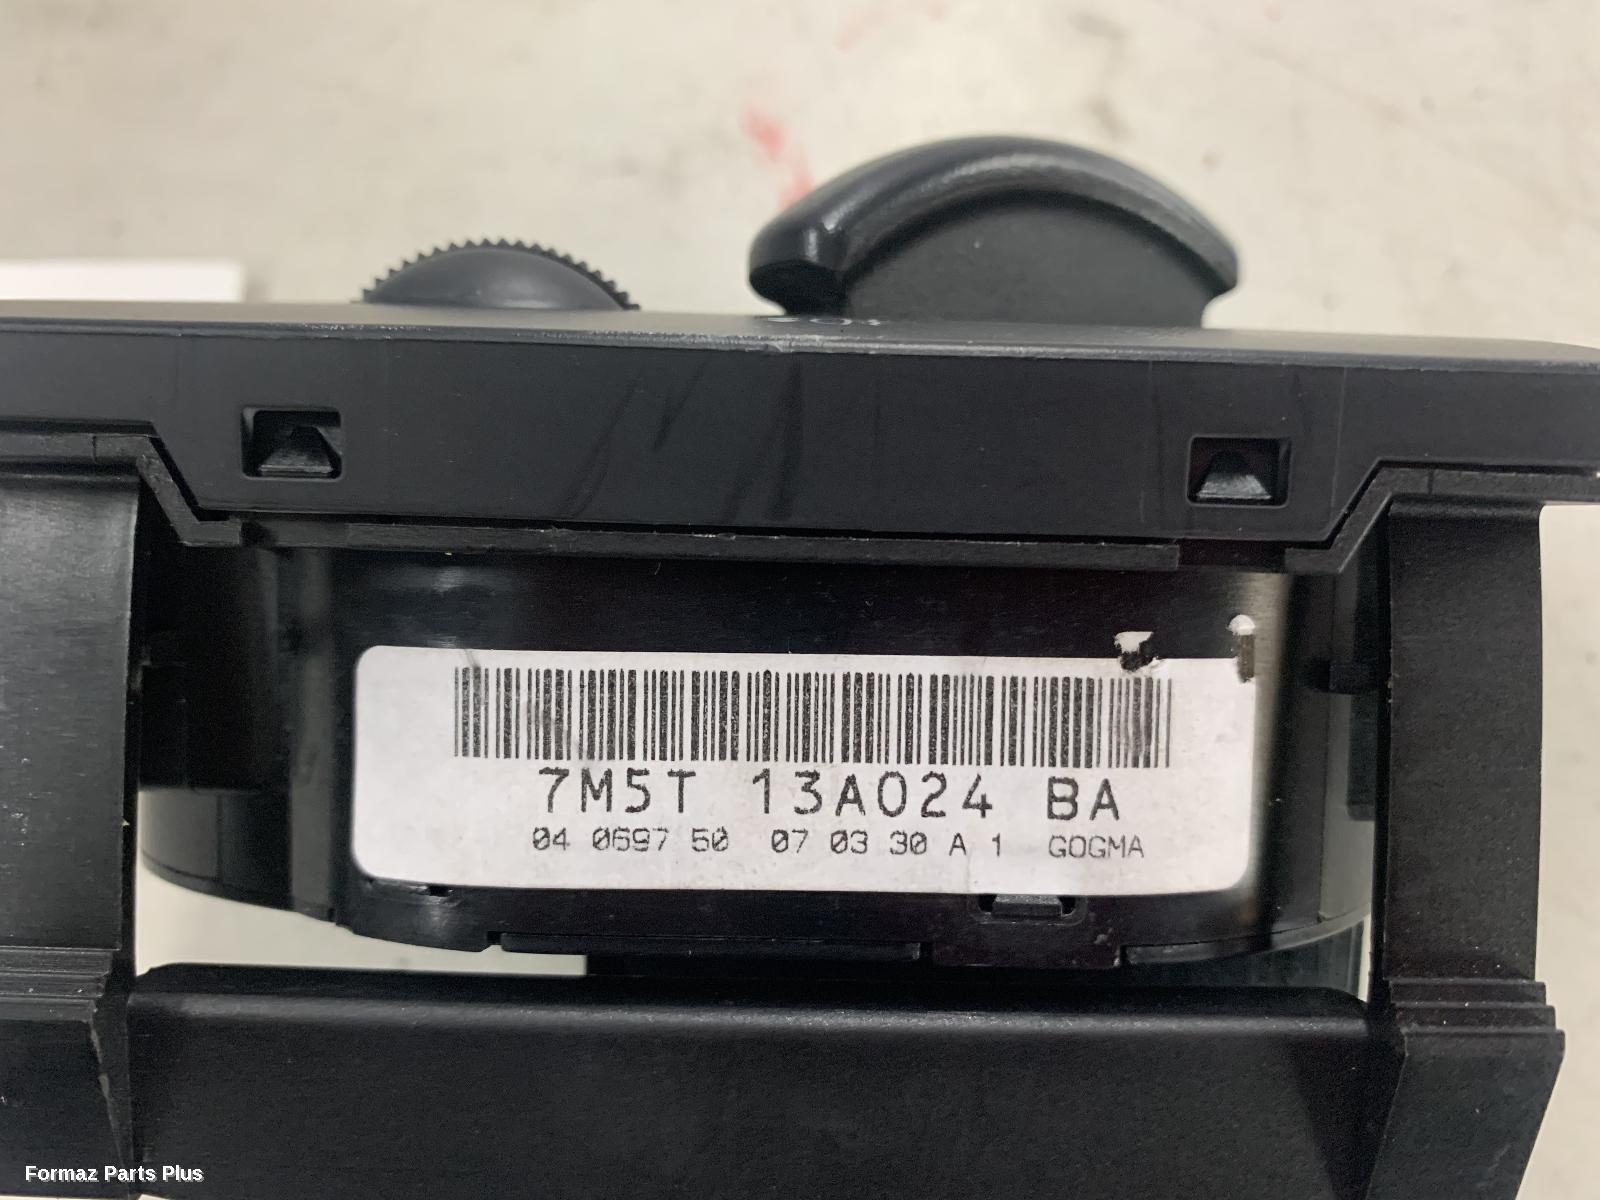 7M5T 13A024 BA
04 0697 50 07 03 30 A 1 GOGMA
Formaz Parts Plus